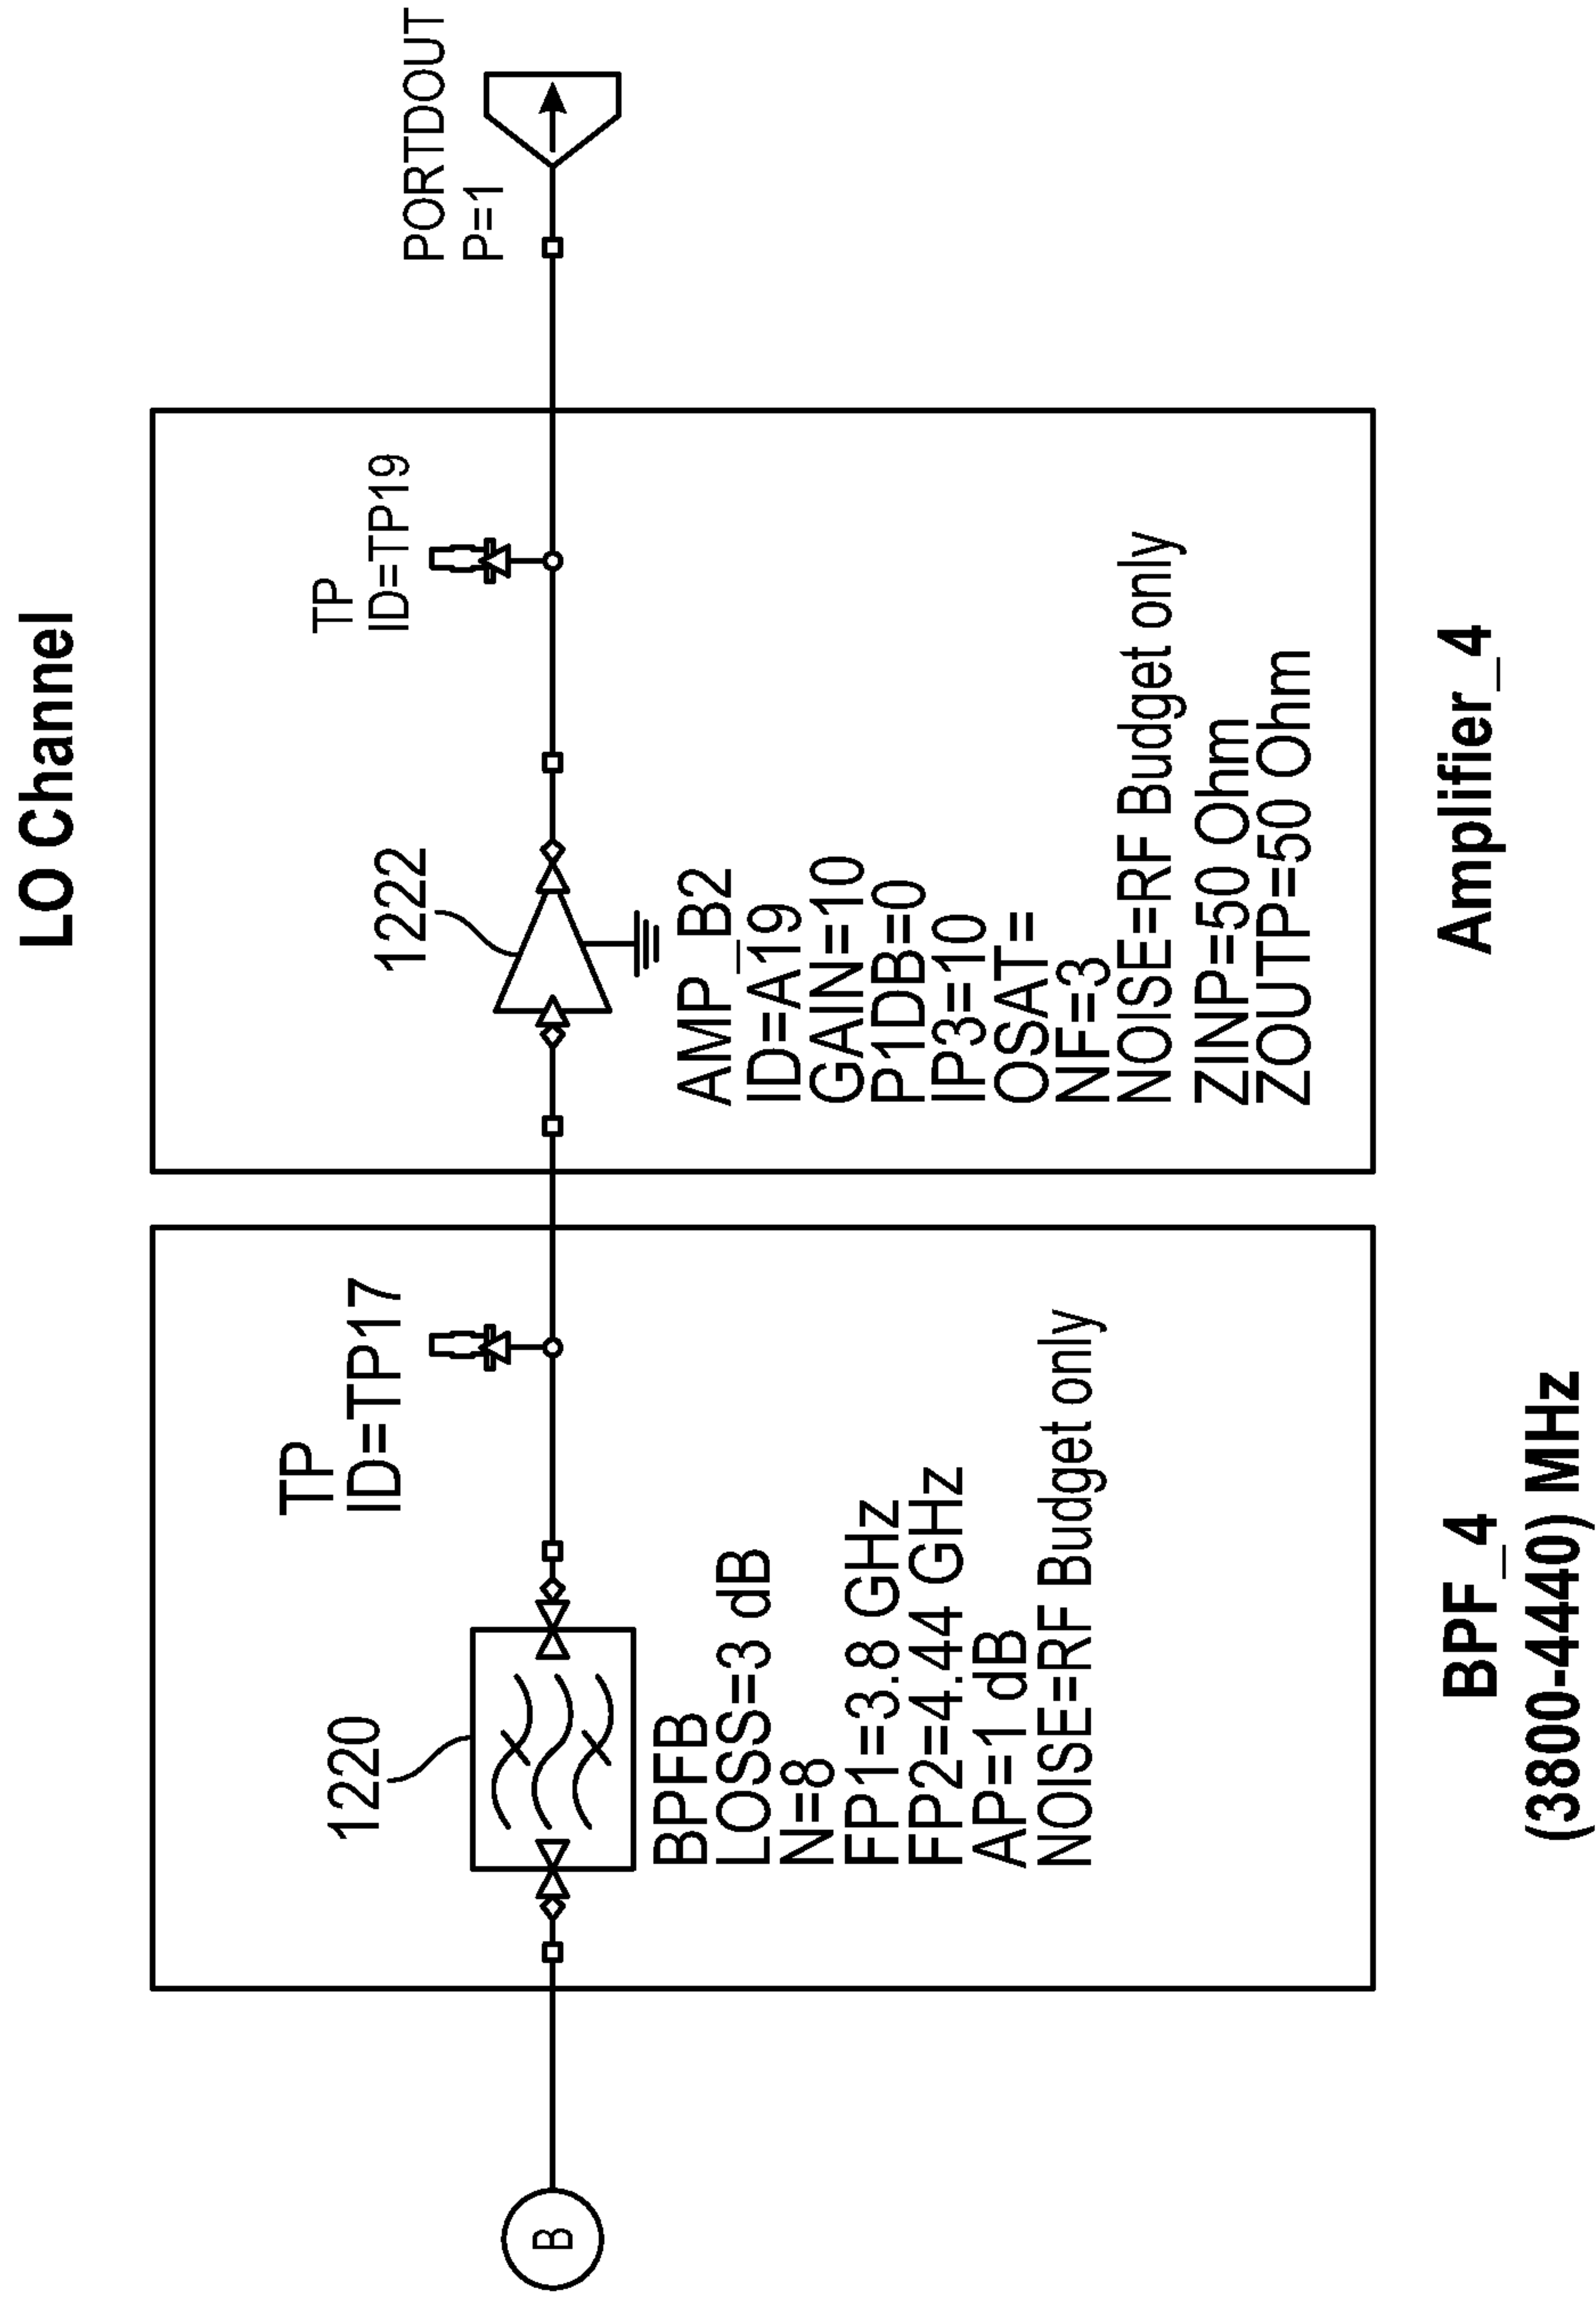 LO Channel
B
1220
BPFB
LOSS=3 dB
N=8
FP1=3.8 GHz
FP2=4.44 GHz
AP=1 dB
NOISE=RF Budget only
TP
ID=TP17
BPF_4
(3800-4440) MHz
1222
AMP_B2
ID=A19
GAIN=10
P1DB=0
IP3=10
OSAT=
NF=3
NOISE=RF Budget only
ZINP=50 Ohm
ZOUTP=50 Ohm
TP
ID=TP19
Amplifier_4
PORTDOUT
P=1